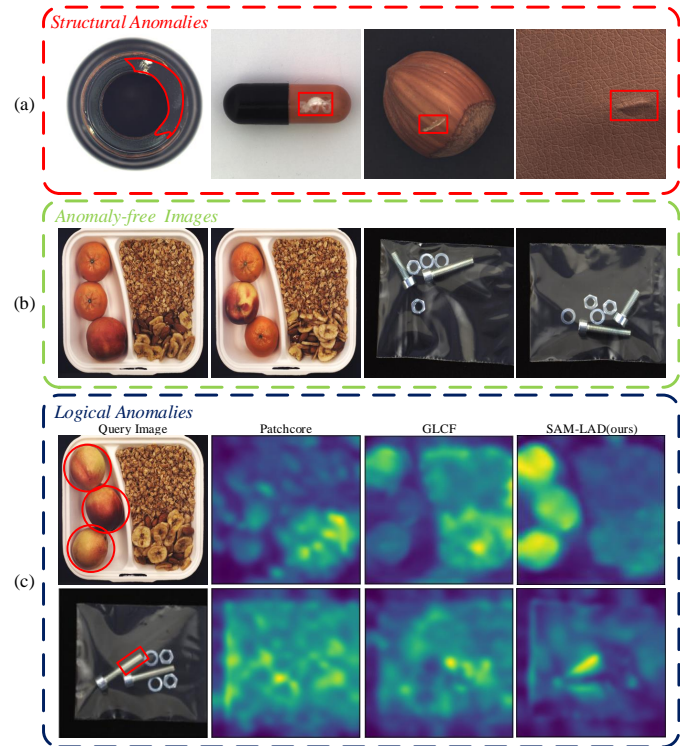 Structural Anomalies
(a)
Anomaly-free Images
(b)
Logical Anomalies
Query Image Patchcore GLCF SAM-LAD(ours)
(c)